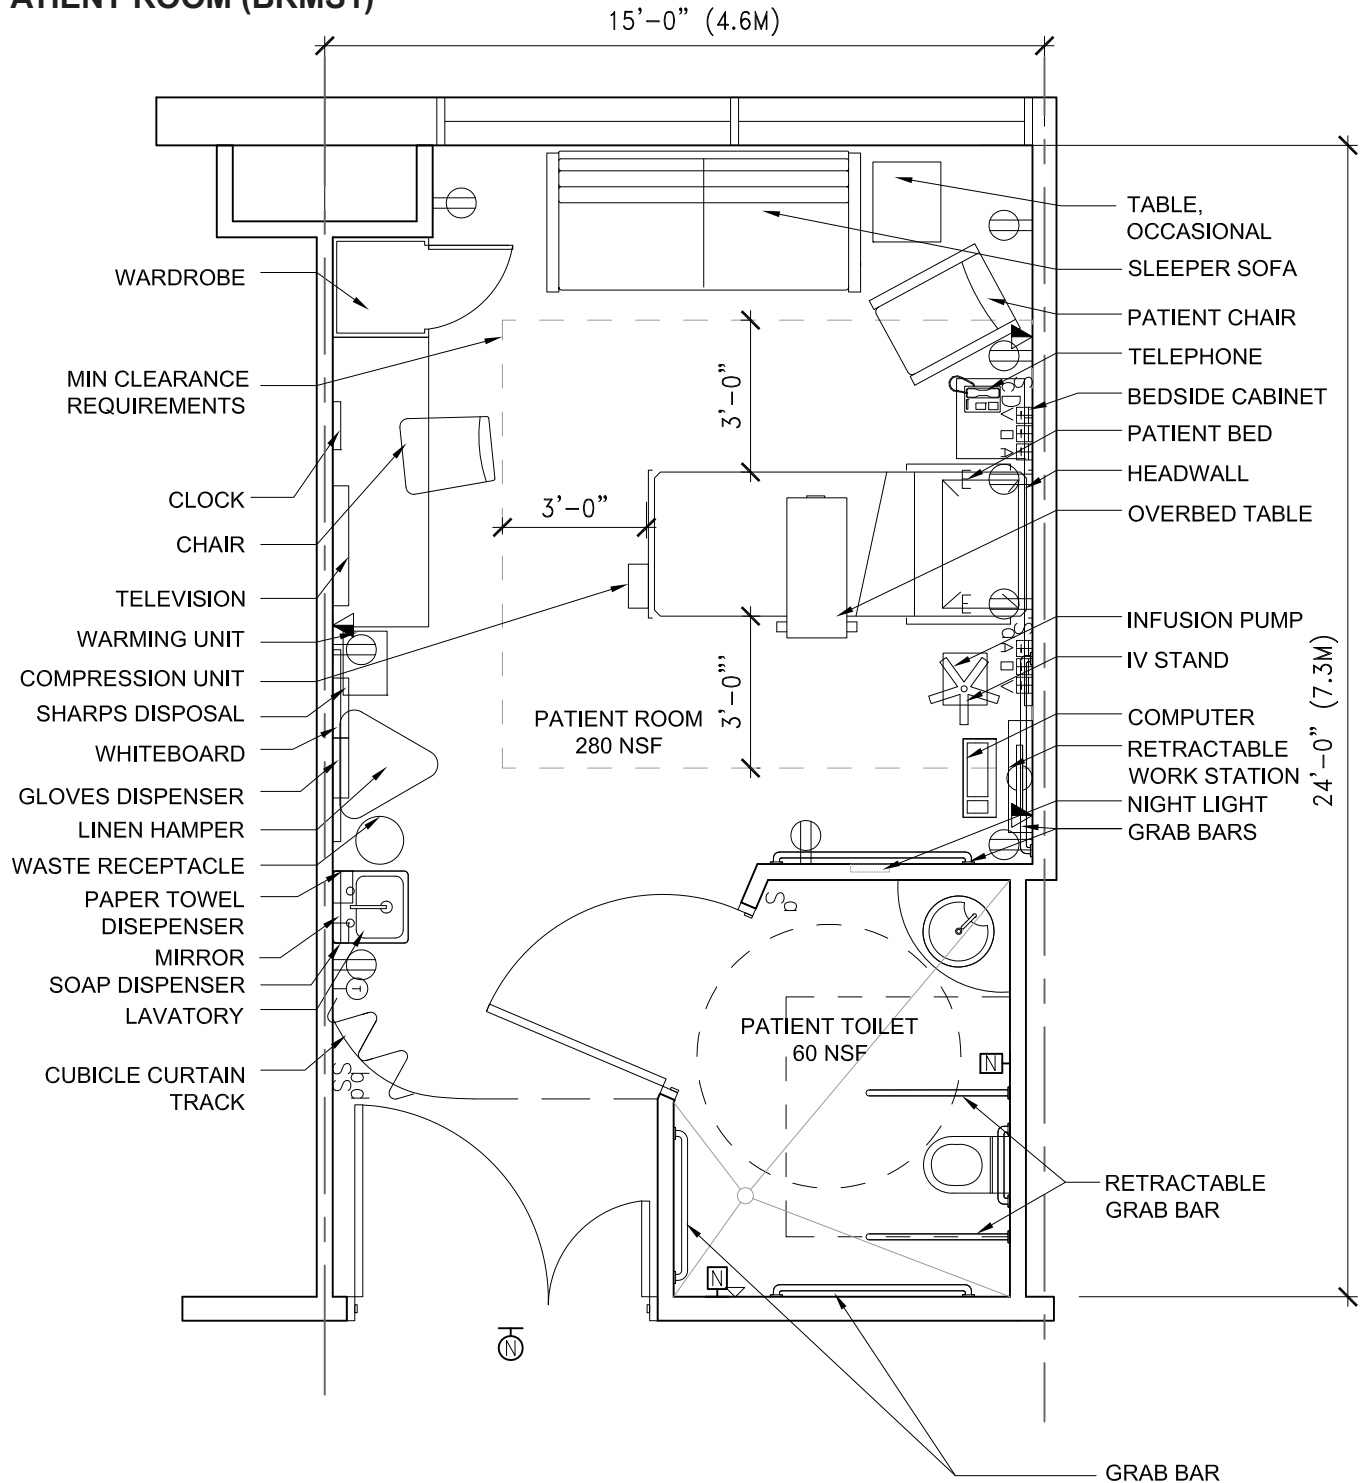 ATIENT ROOM (BRMS1)
15'-0" (4.6M)
TABLE,
OCCASIONAL
SLEEPER SOFA
PATIENT CHAIR
TELEPHONE
BEDSIDE CABINET
PATIENT BED
HEADWALL
OVERBED TABLE
INFUSION PUMP
IV STAND
COMPUTER
RETRACTABLE
WORK STATION
NIGHT LIGHT
GRAB BARS
24'-0" (7.3M)
WARDROBE
MIN CLEARANCE
REQUIREMENTS
CLOCK
CHAIR
TELEVISION
WARMING UNIT
COMPRESSION UNIT
SHARPS DISPOSAL
WHITEBOARD
GLOVES DISPENSER
LINEN HAMPER
WASTE RECEPTACLE
PAPER TOWEL
DISEPENSER
MIRROR
SOAP DISPENSER
LAVATORY
CUBICLE CURTAIN
TRACK
3'-0"
3'-0"
3'-0"'
PATIENT ROOM
280 NSF
E
E
T
Sd
PATIENT TOILET
60 NSF
N
N
N
RETRACTABLE
GRAB BAR
GRAB BAR